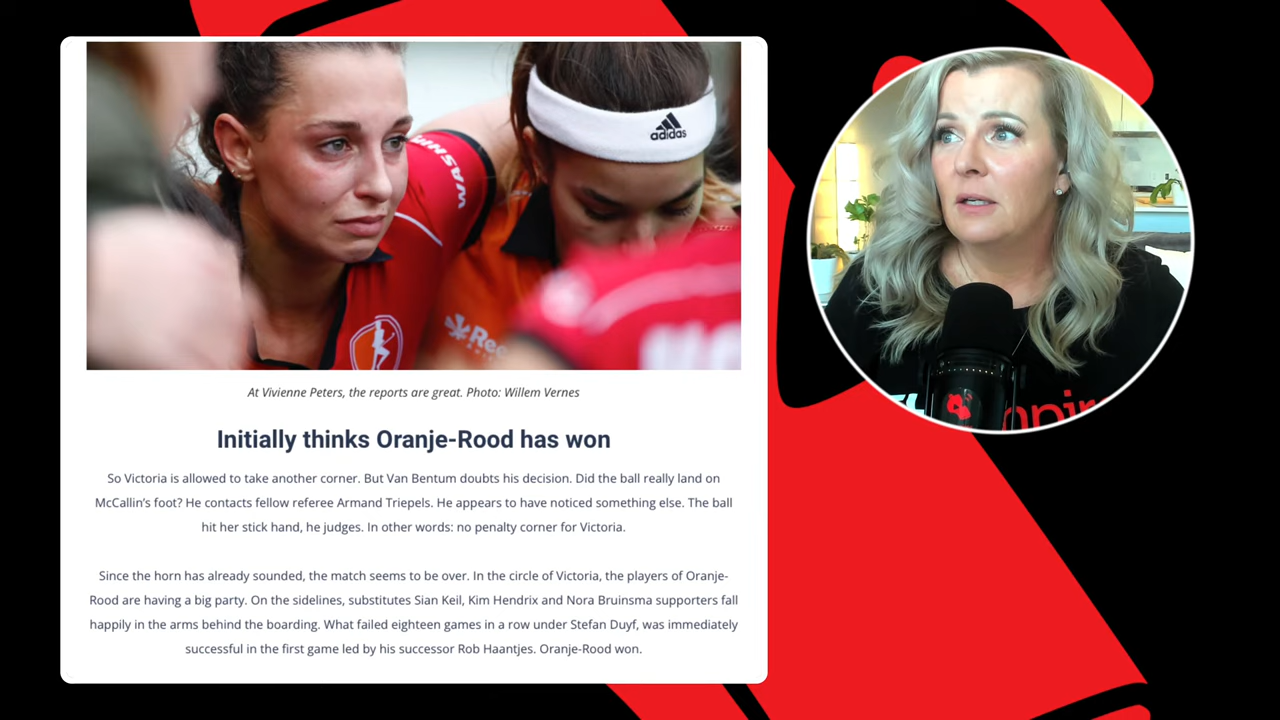 adidas
WASHIN
Ree
At Vivienne Peters, the reports are great. Photo: Willem Vernes
Initially thinks Oranje-Rood has won
So Victoria is allowed to take another corner. But Van Bentum doubts his decision. Did the ball really land on
McCallin's foot? He contacts fellow referee Armand Triepels. He appears to have noticed something else. The ball
hit her stick hand, he judges. In other words: no penalty corner for Victoria.
Since the horn has already sounded, the match seems to be over. In the circle of Victoria, the players of Oranje-
Rood are having a big party. On the sidelines, substitutes Sian Keil, Kim Hendrix and Nora Bruinsma supporters fall
happily in the arms behind the boarding. What failed eighteen games in a row under Stefan Duyf, was immediately
successful in the first game led by his successor Rob Haantjes. Oranje-Rood won.